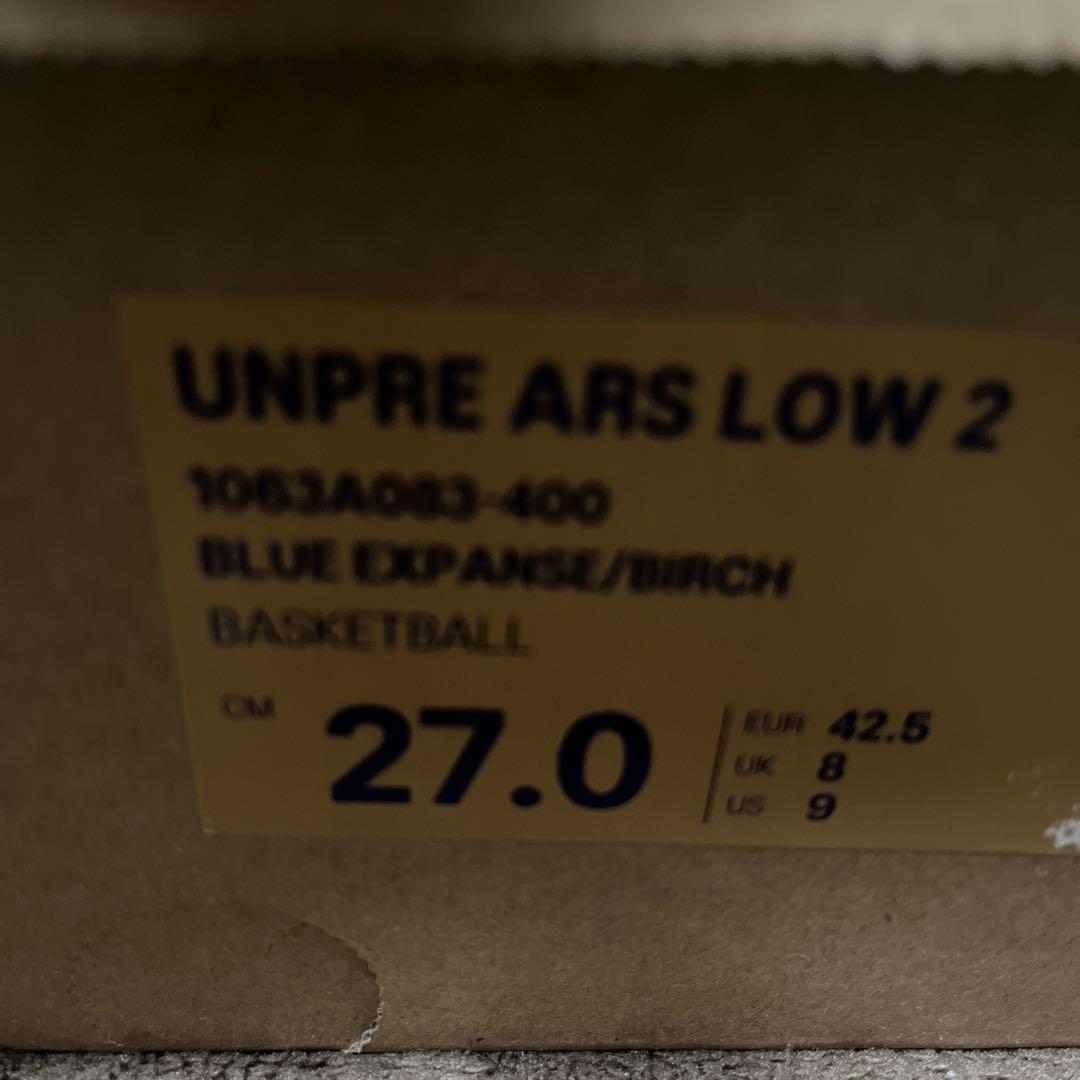 UNPRE ARS LOW 2
1063A083-400
BLUE EXPANSE/BIRCH
BASKETBALL
CM 27.0
EUR 42.5
UK 8
US 9